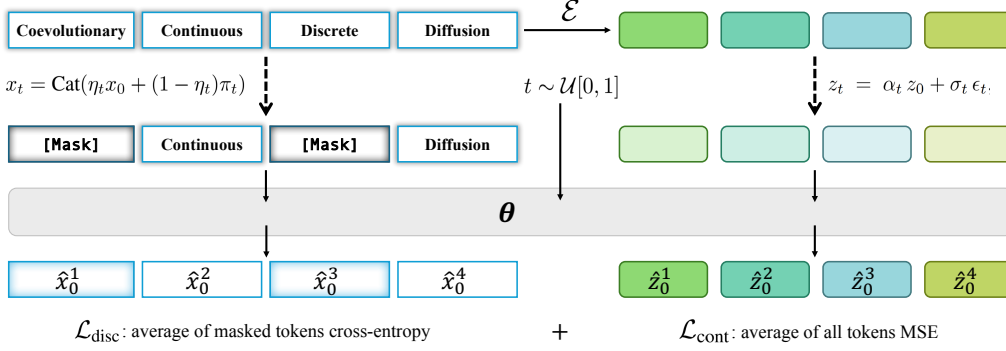 Coevolutionary Continuous Discrete Diffusion ℰ
x_t = Cat(η_t x_0 + (1 − η_t)π_t) t ∼ 𝒰[0, 1] z_t = α_t z_0 + σ_t ϵ_t.
[Mask] Continuous [Mask] Diffusion
θ
x̂_0^1 x̂_0^2 x̂_0^3 x̂_0^4 ẑ_0^1 ẑ_0^2 ẑ_0^3 ẑ_0^4
ℒ_disc: average of masked tokens cross-entropy + ℒ_cont: average of all tokens MSE